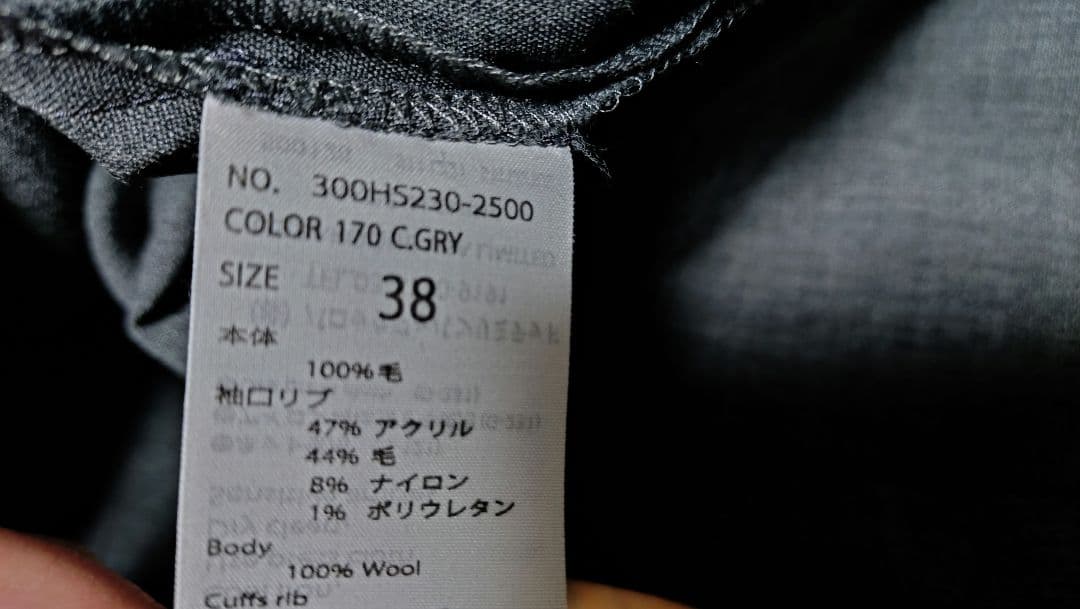 NO. 300HS230-2500
COLOR 170 C.GRY
SIZE 38
本体
100% 毛
袖口リブ
47% アクリル
44% 毛
8% ナイロン
1% ポリウレタン
Body
100% Wool
Cuffs rib